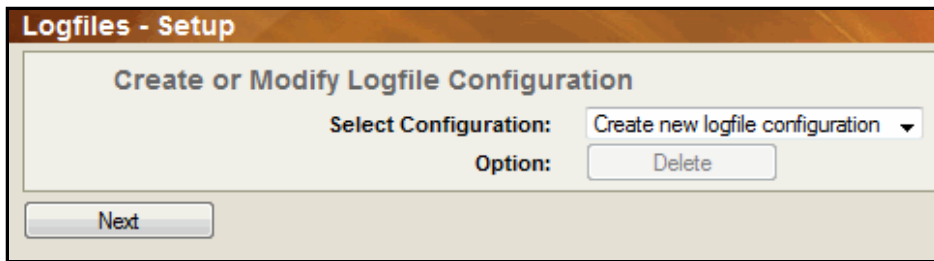 Logfiles - Setup
Create or Modify Logfile Configuration
Select Configuration: Create new logfile configuration
Option: Delete
Next